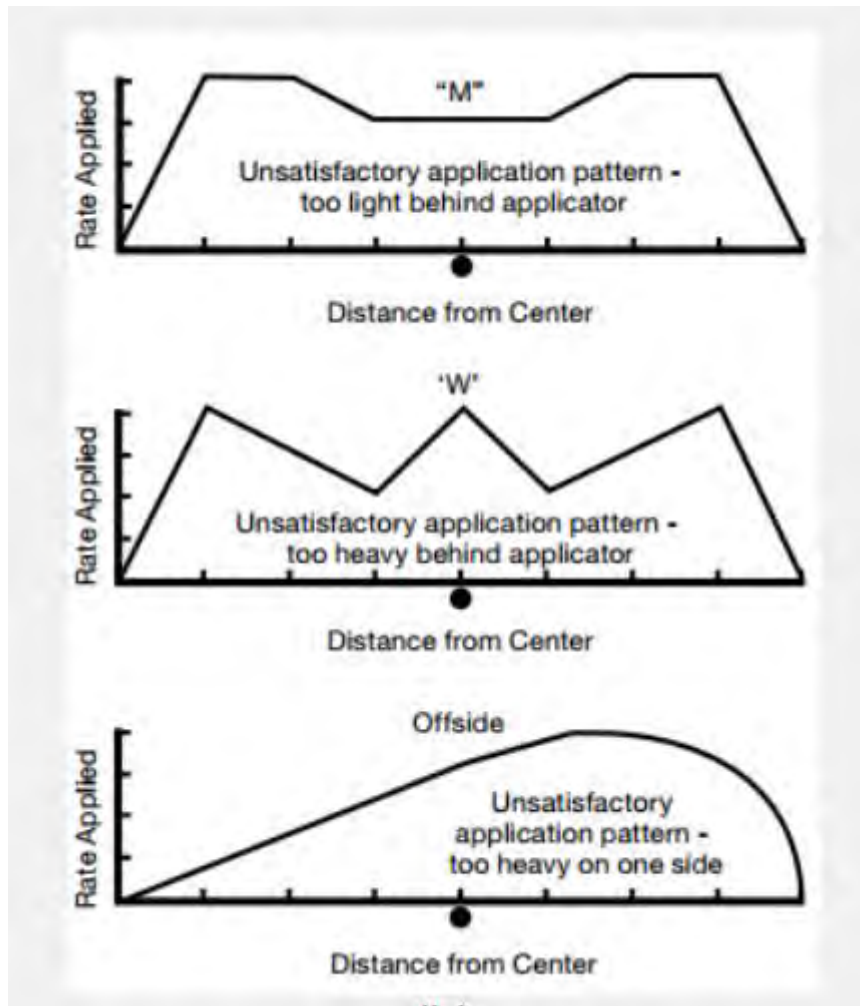 Rate Applied
"M"
Unsatisfactory application pattern -
too light behind applicator
Distance from Center
Rate Applied
'W'
Unsatisfactory application pattern -
too heavy behind applicator
Distance from Center
Rate Applied
Offside
Unsatisfactory
application pattern -
too heavy on one side
Distance from Center